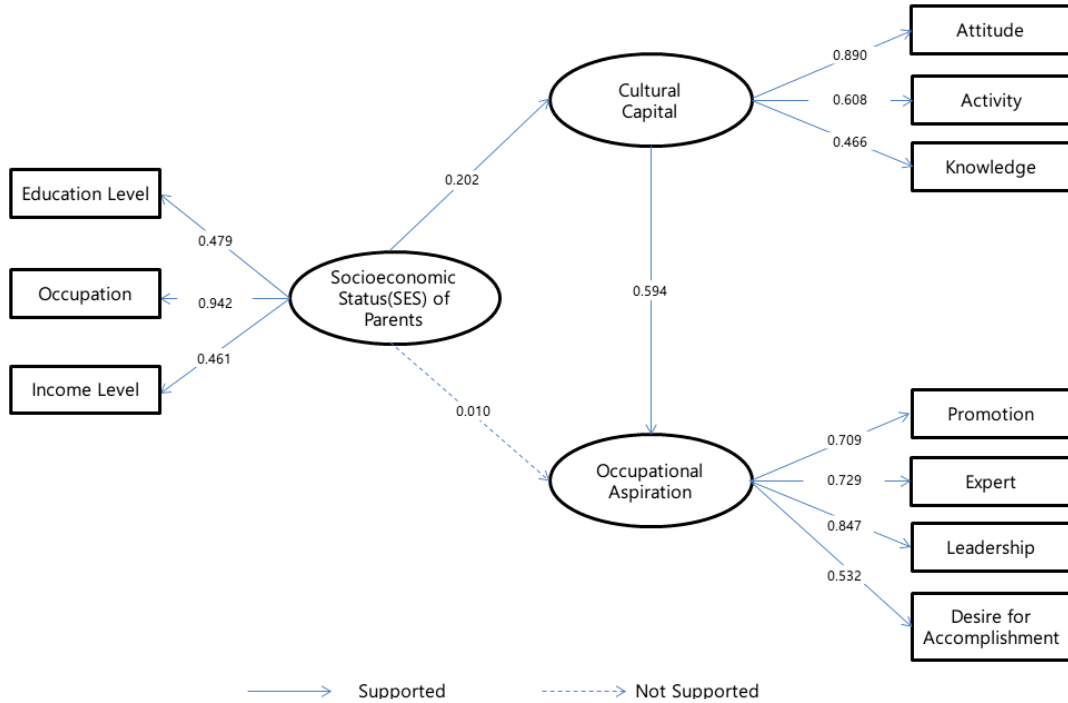 Attitude
0.890
Cultural
Capital
0.608
Activity
0.466
Knowledge
Education Level
0.202
0.479
Socioeconomic
Status(SES) of
Parents
Occupation
0.942
0.594
0.461
Income Level
0.010
Promotion
0.709
Occupational
Aspiration
0.729
Expert
0.847
Leadership
0.532
Desire for
Accomplishment
Supported
Not Supported